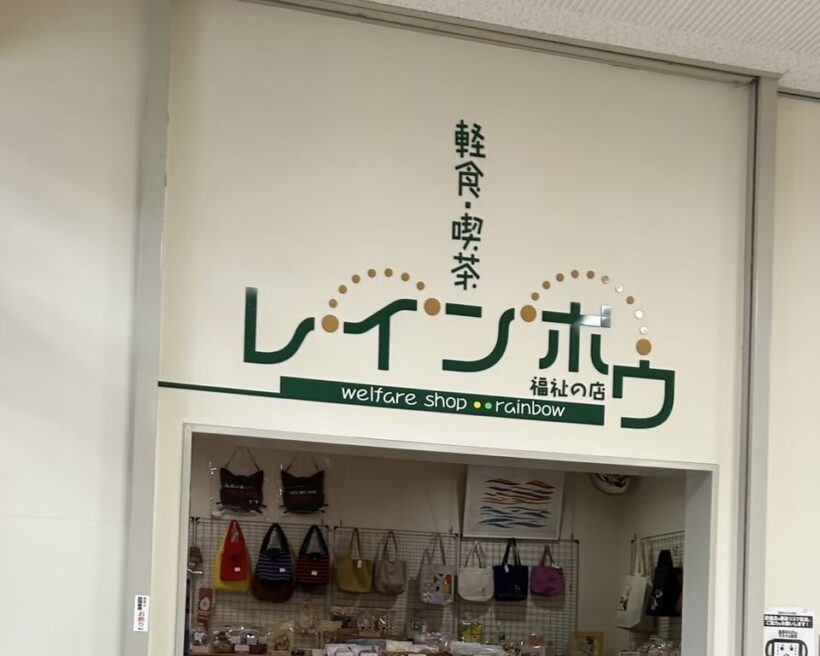 軽食・喫茶
レインボウ
福祉の店
welfare shop rainbow